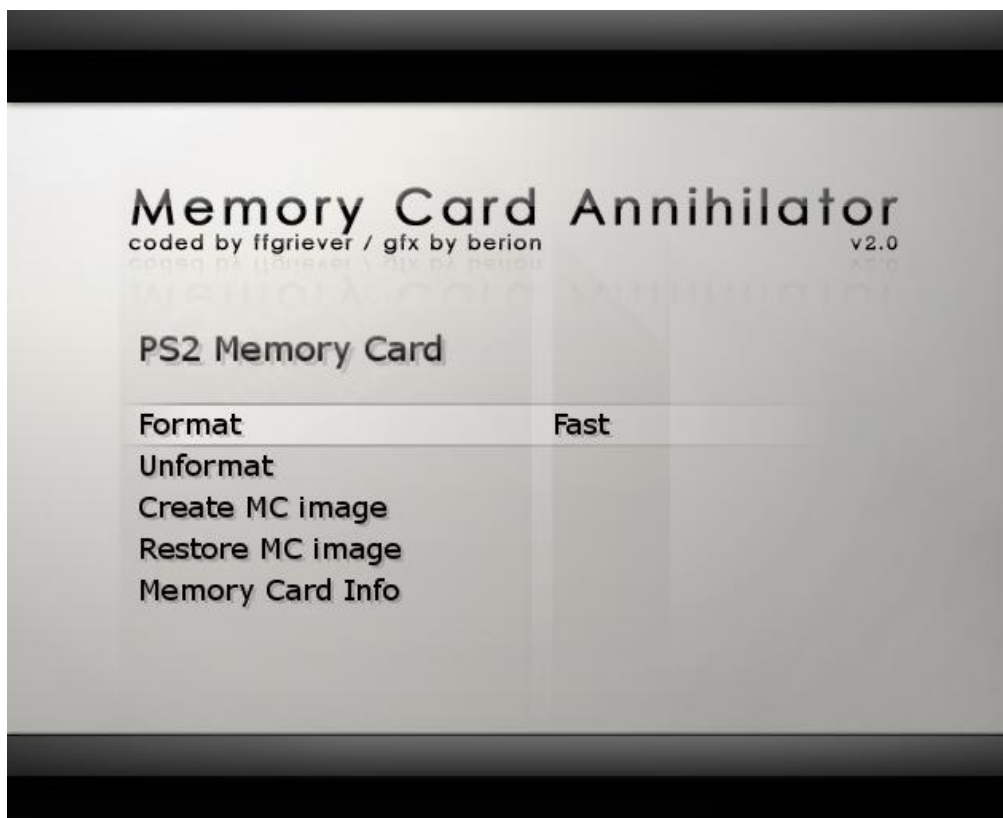 Memory Card Annihilator
coded by ffgriever / gfx by berion v2.0
PS2 Memory Card
Format Fast
Unformat
Create MC image
Restore MC image
Memory Card Info